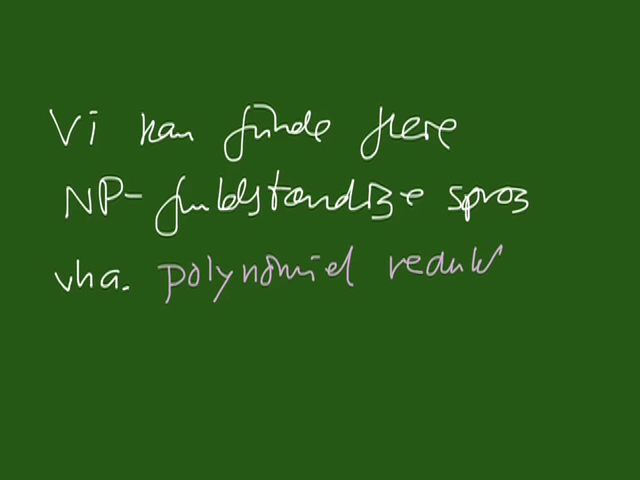 Vi kan finde flere
NP-fuldstændige sprog
vha. polynomiel reduk